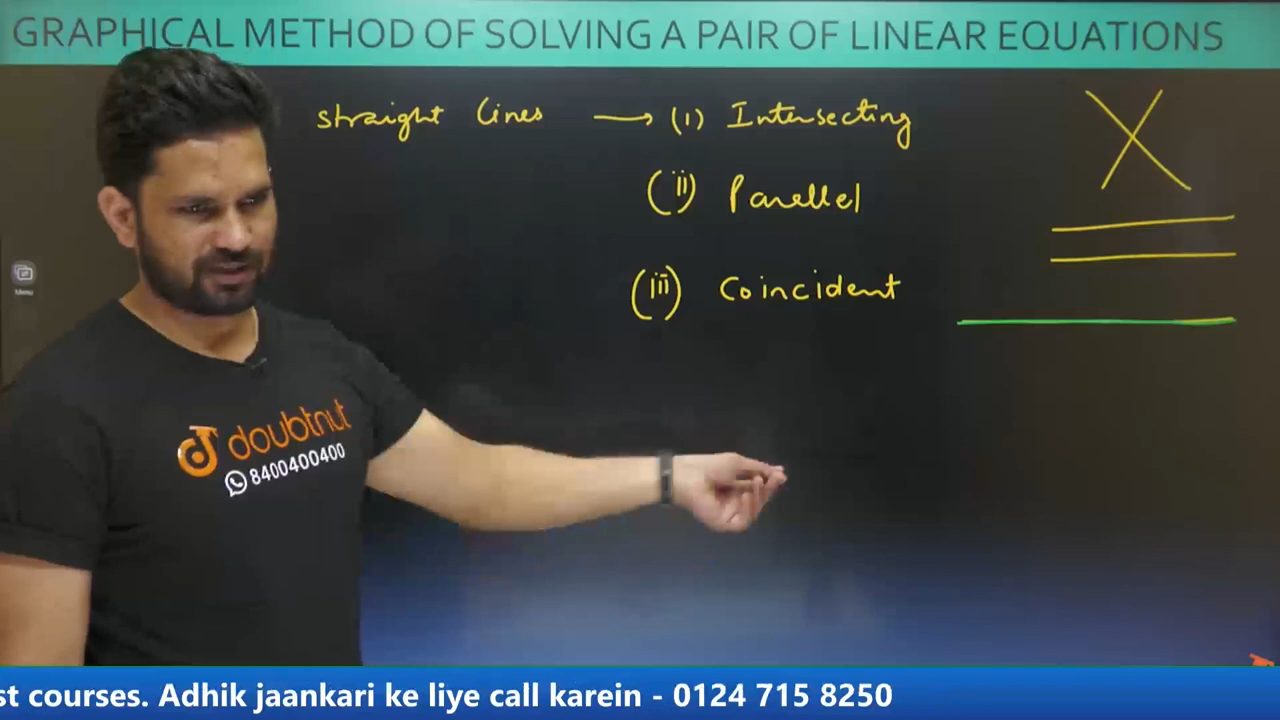 GRAPHICAL METHOD OF SOLVING A PAIR OF LINEAR EQUATIONS
straight lines → (i) Intersecting
(ii) Parallel
(iii) Coincident
Menu
doubtnut
8400400400
st courses. Adhik jaankari ke liye call karein - 0124 715 8250